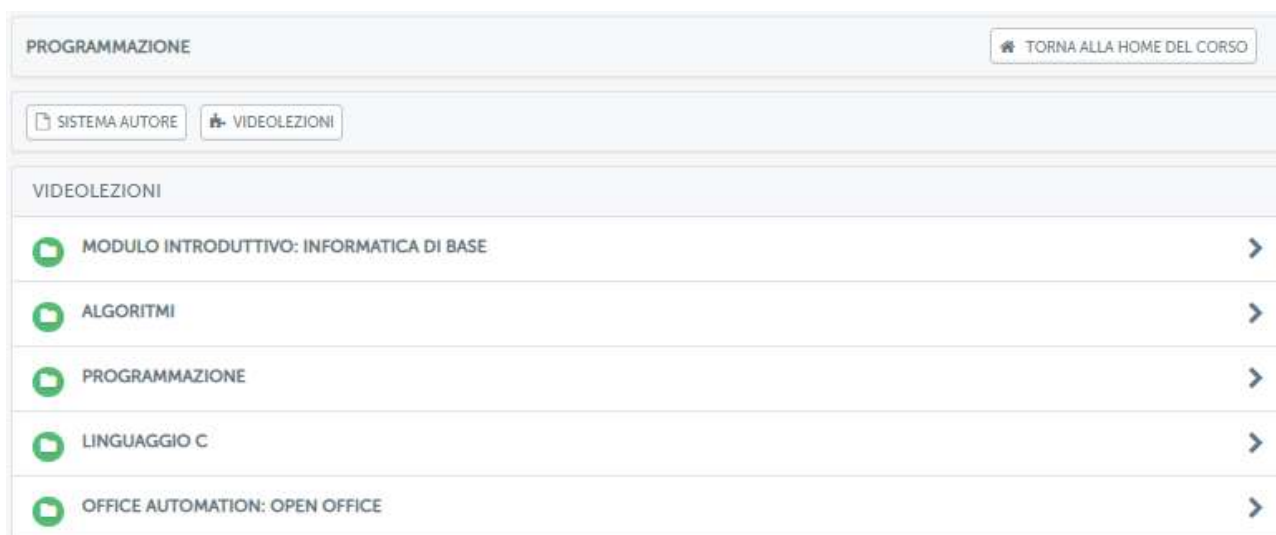 PROGRAMMAZIONE
TORNA ALLA HOME DEL CORSO
SISTEMA AUTORE
VIDEOLEZIONI
VIDEOLEZIONI
MODULO INTRODUTTIVO: INFORMATICA DI BASE
ALGORITMI
PROGRAMMAZIONE
LINGUAGGIO C
OFFICE AUTOMATION: OPEN OFFICE